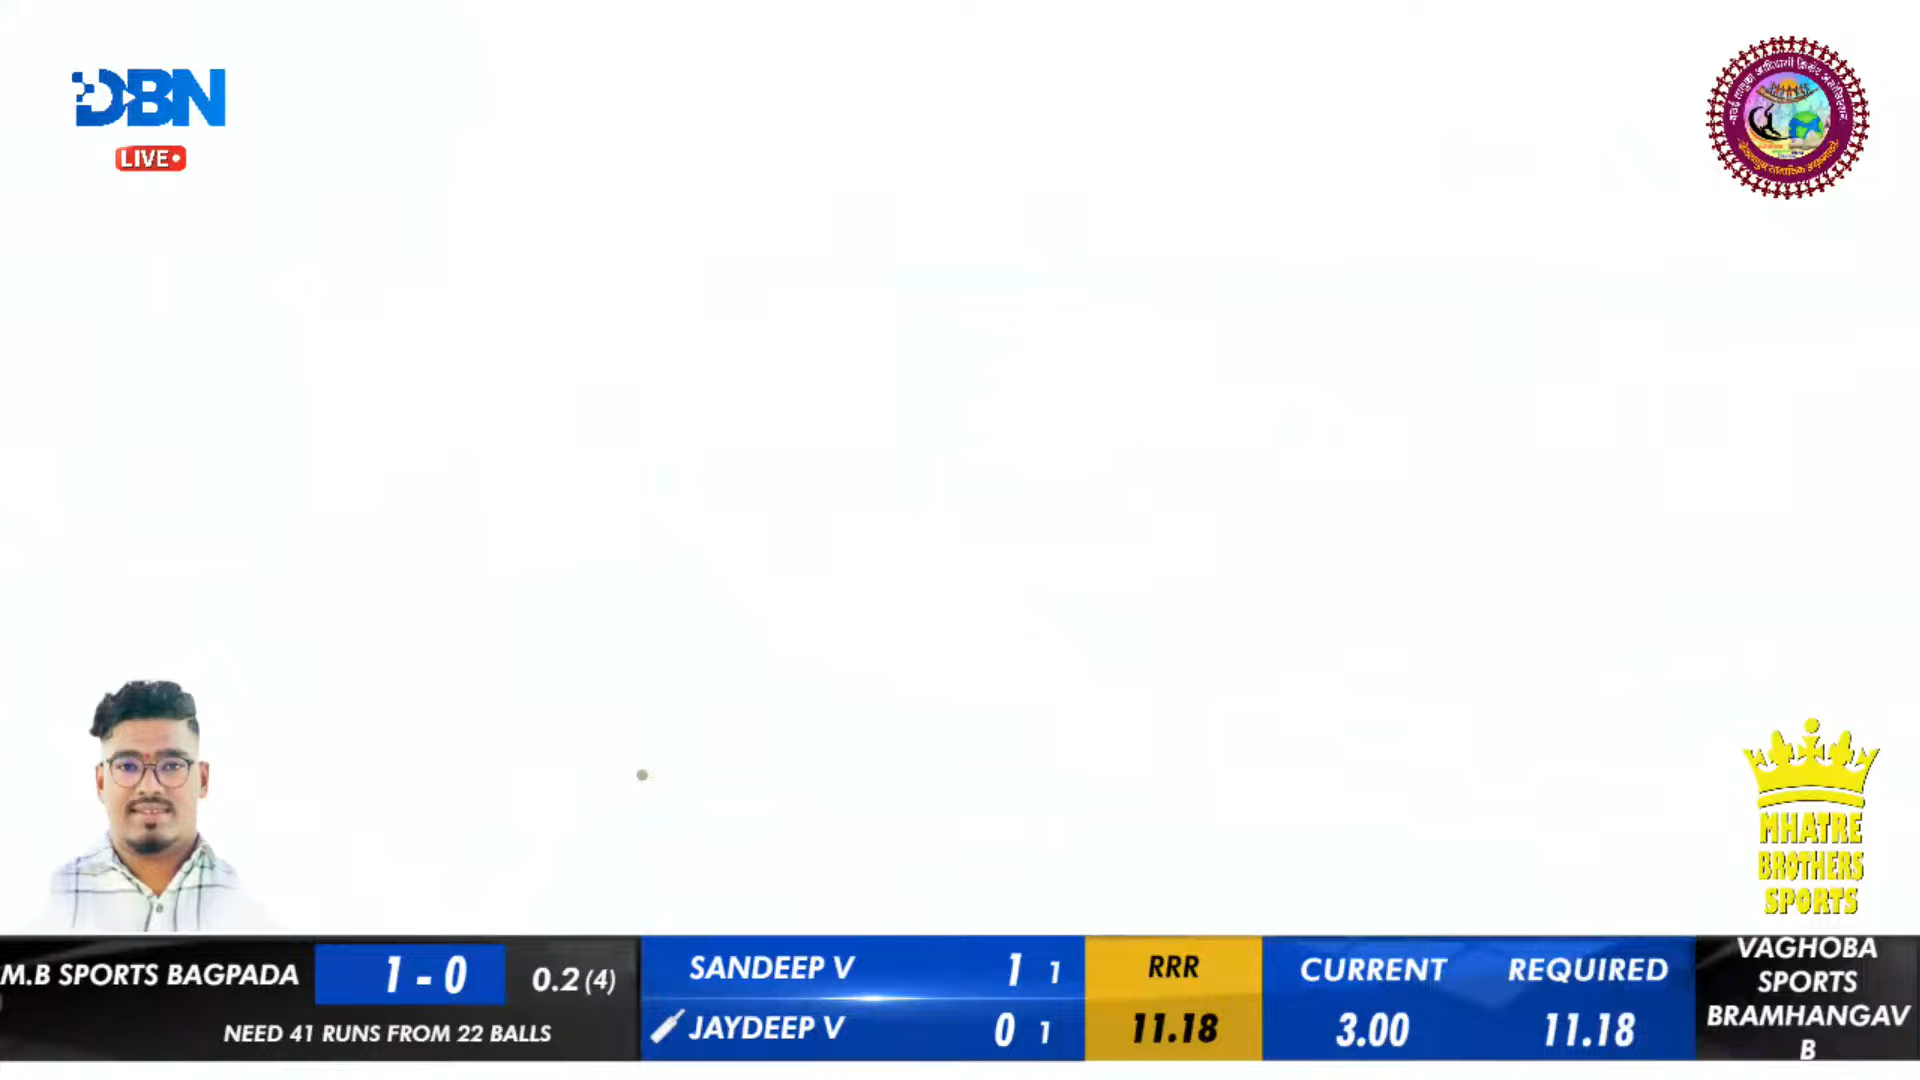 DBN
LIVE
M.B SPORTS BAGPADA
1 - 0
0.2 (4)
NEED 41 RUNS FROM 22 BALLS
SANDEEP V 1 1
JAYDEEP V 0 1
RRR
11.18
CURRENT
3.00
REQUIRED
11.18
MHATRE
BROTHERS
SPORTS
VAGHOBA
SPORTS
BRAMHANGAV
B